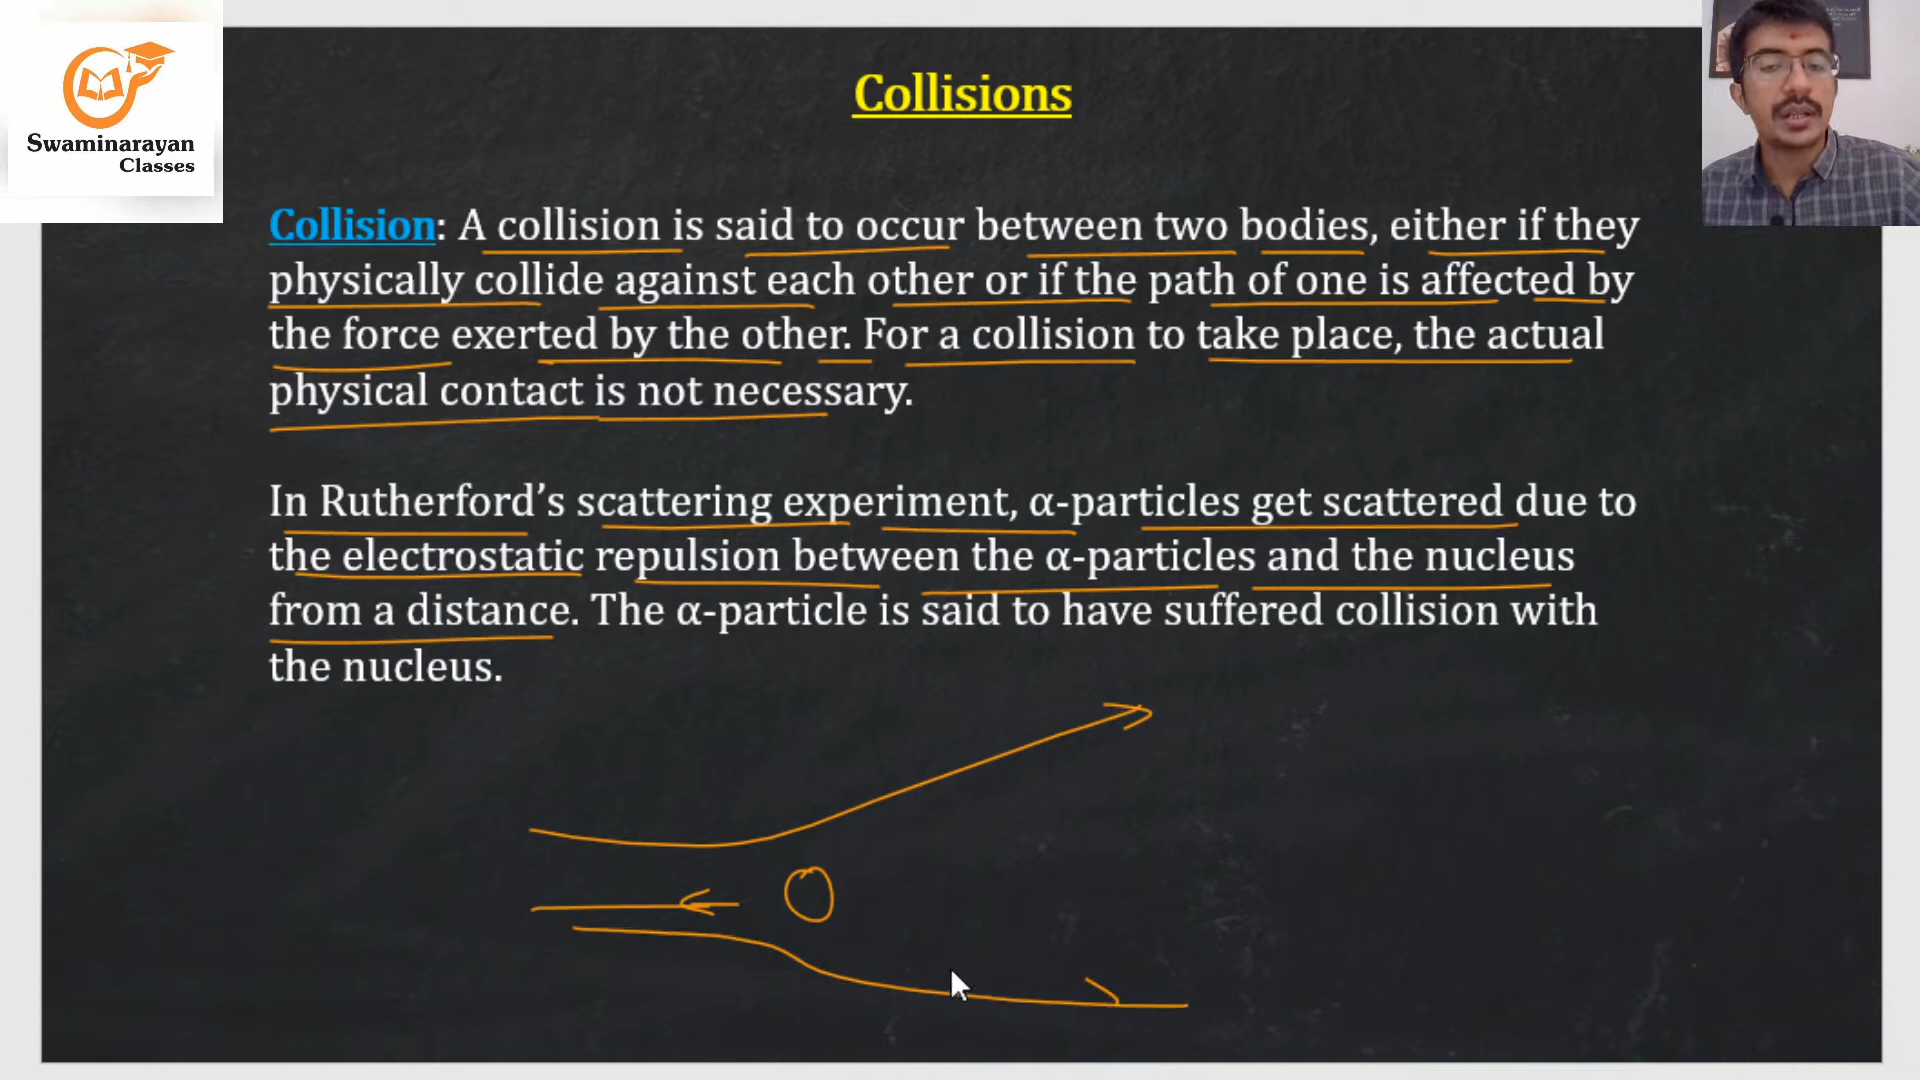 Swaminarayan
Classes
Collisions
Collision: A collision is said to occur between two bodies, either if they
physically collide against each other or if the path of one is affected by
the force exerted by the other. For a collision to take place, the actual
physical contact is not necessary.
In Rutherford’s scattering experiment, α-particles get scattered due to
the electrostatic repulsion between the α-particles and the nucleus
from a distance. The α-particle is said to have suffered collision with
the nucleus.